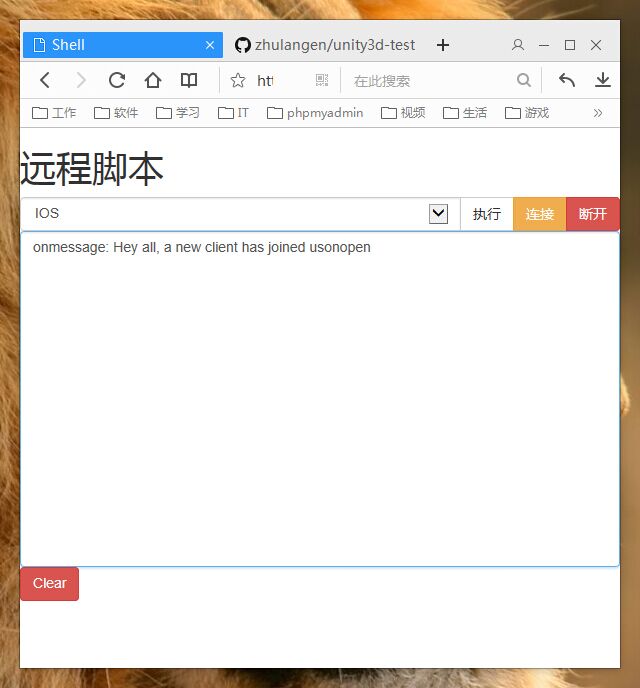 Shell zhulangen/unity3d-test
htt 在此搜索
工作 软件 学习 IT phpmyadmin 视频 生活 游戏
远程脚本
IOS 执行 连接 断开
onmessage: Hey all, a new client has joined usonopen
Clear